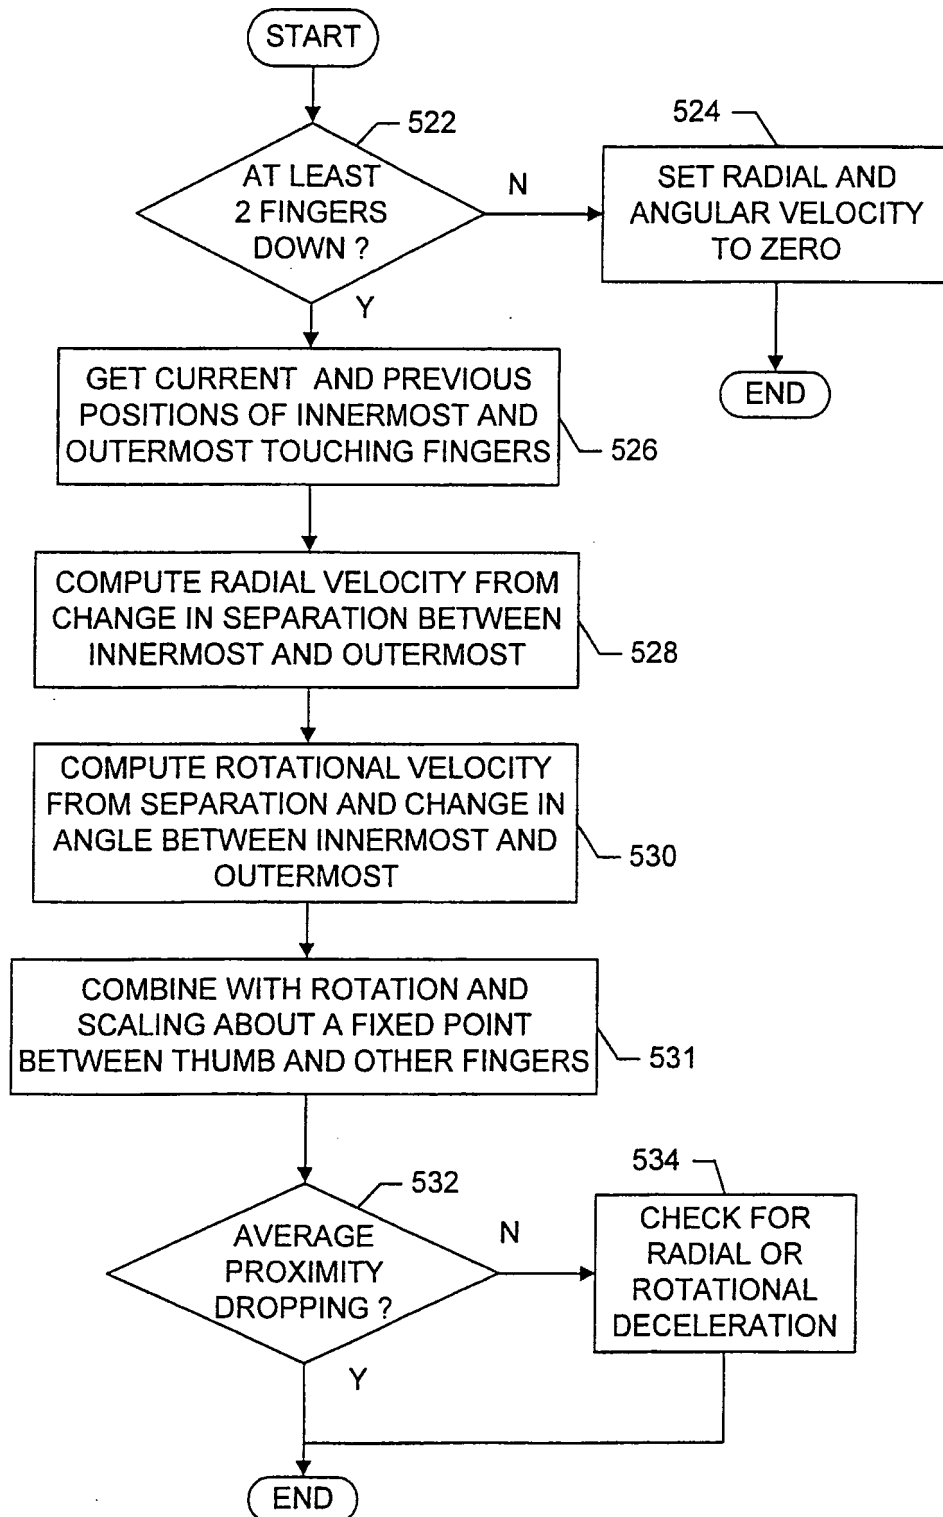 START
522
AT LEAST
2 FINGERS
DOWN ?
N
524
SET RADIAL AND
ANGULAR VELOCITY
TO ZERO
Y
END
GET CURRENT AND PREVIOUS
POSITIONS OF INNERMOST AND
OUTERMOST TOUCHING FINGERS
526
COMPUTE RADIAL VELOCITY FROM
CHANGE IN SEPARATION BETWEEN
INNERMOST AND OUTERMOST
528
COMPUTE ROTATIONAL VELOCITY
FROM SEPARATION AND CHANGE IN
ANGLE BETWEEN INNERMOST AND
OUTERMOST
530
COMBINE WITH ROTATION AND
SCALING ABOUT A FIXED POINT
BETWEEN THUMB AND OTHER FINGERS
531
532
AVERAGE
PROXIMITY
DROPPING ?
N
534
CHECK FOR
RADIAL OR
ROTATIONAL
DECELERATION
Y
END